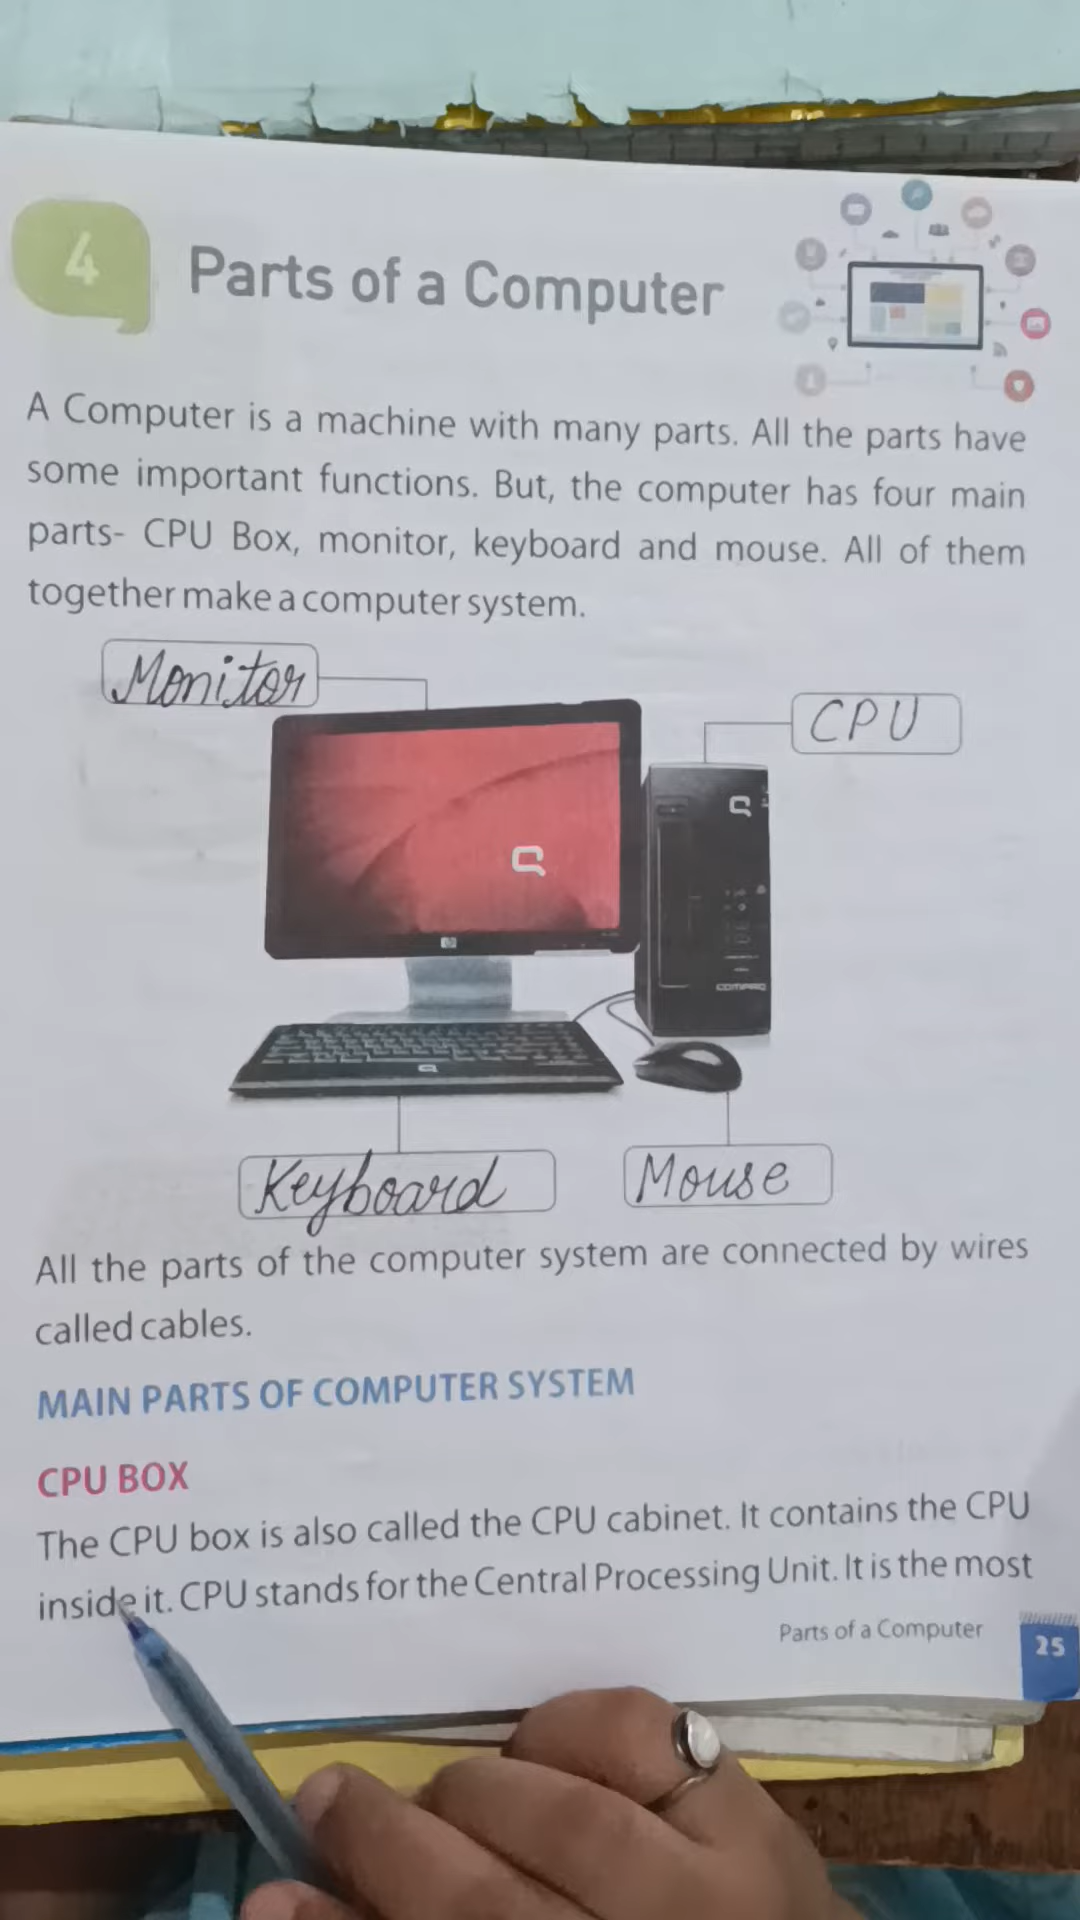 4
Parts of a Computer
A Computer is a machine with many parts. All the parts have
some important functions. But, the computer has four main
parts- CPU Box, monitor, keyboard and mouse. All of them
together make a computer system.
Monitor
CPU
hp
COMPAQ
Keyboard
Mouse
All the parts of the computer system are connected by wires
called cables.
MAIN PARTS OF COMPUTER SYSTEM
CPU BOX
The CPU box is also called the CPU cabinet. It contains the CPU
inside it. CPU stands for the Central Processing Unit. It is the most
Parts of a Computer
25